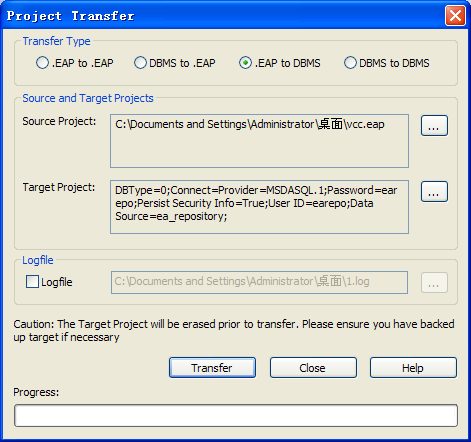 Project Transfer
Transfer Type
.EAP to .EAP
DBMS to .EAP
.EAP to DBMS
DBMS to DBMS
Source and Target Projects
Source Project:
C:\Documents and Settings\Administrator\桌面\vcc.eap
...
Target Project:
DBType=0;Connect=Provider=MSDASQL.1;Password=ear
epo;Persist Security Info=True;User ID=earepo;Data
Source=ea_repository;
...
Logfile
Logfile
C:\Documents and Settings\Administrator\桌面\1.log
...
Caution: The Target Project will be erased prior to transfer. Please ensure you have backed
up target if necessary
Transfer
Close
Help
Progress: